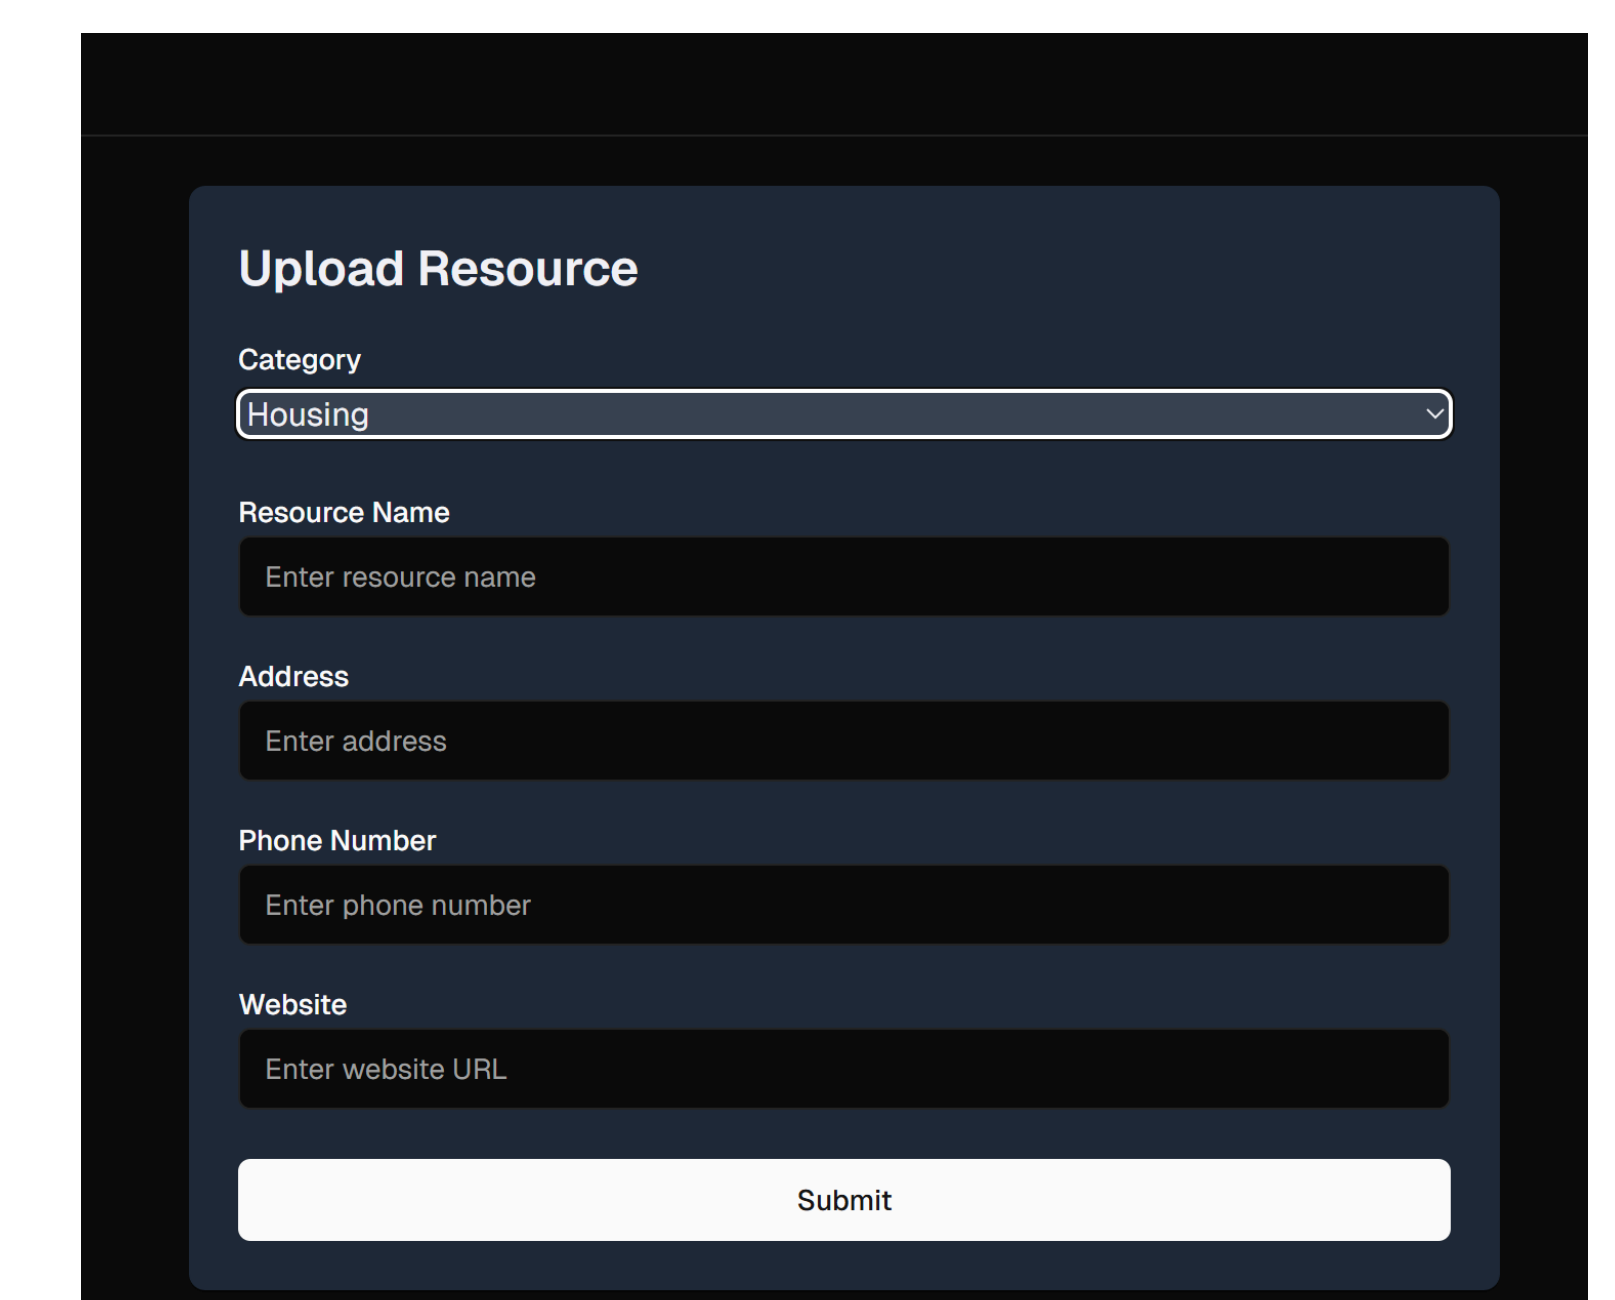 Upload Resource
Category
Housing
Resource Name
Enter resource name
Address
Enter address
Phone Number
Enter phone number
Website
Enter website URL
Submit